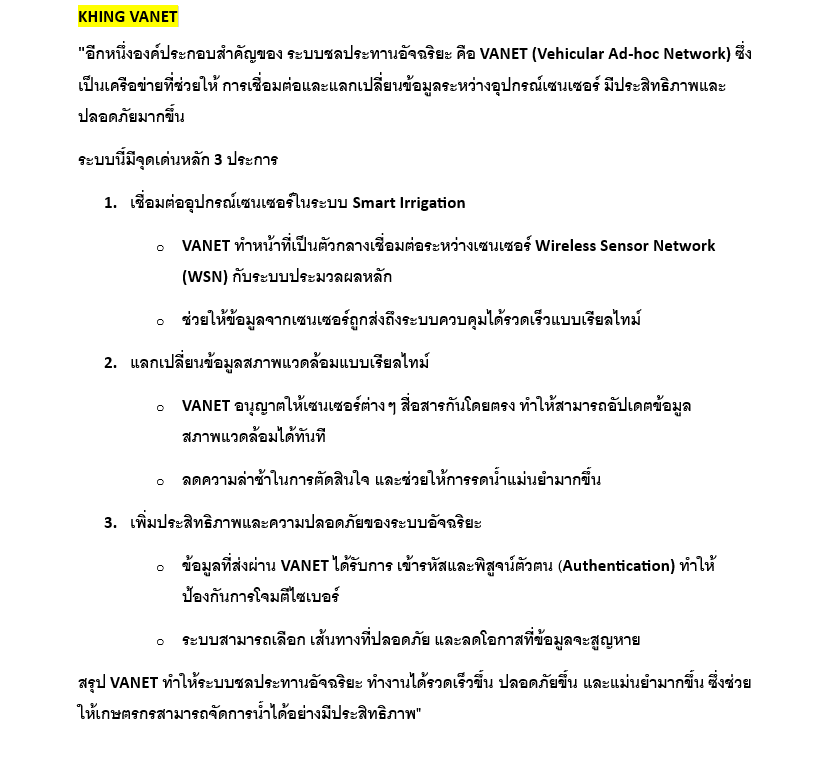 KHING VANET
"อีกหนึ่งองค์ประกอบสำคัญของ ระบบชลประทานอัจฉริยะ คือ VANET (Vehicular Ad-hoc Network) ซึ่ง
เป็นเครือข่ายที่ช่วยให้ การเชื่อมต่อและแลกเปลี่ยนข้อมูลระหว่างอุปกรณ์เซนเซอร์ มีประสิทธิภาพและ
ปลอดภัยมากขึ้น
ระบบนี้มีจุดเด่นหลัก 3 ประการ
1. เชื่อมต่ออุปกรณ์เซนเซอร์ในระบบ Smart Irrigation
o VANET ทำหน้าที่เป็นตัวกลางเชื่อมต่อระหว่างเซนเซอร์ Wireless Sensor Network
(WSN) กับระบบประมวลผลหลัก
o ช่วยให้ข้อมูลจากเซนเซอร์ถูกส่งถึงระบบควบคุมได้รวดเร็วแบบเรียลไทม์
2. แลกเปลี่ยนข้อมูลสภาพแวดล้อมแบบเรียลไทม์
o VANET อนุญาตให้เซนเซอร์ต่างๆ สื่อสารกันโดยตรง ทำให้สามารถอัปเดตข้อมูล
สภาพแวดล้อมได้ทันที
o ลดความล่าช้าในการตัดสินใจ และช่วยให้การรดน้ำแม่นยำมากขึ้น
3. เพิ่มประสิทธิภาพและความปลอดภัยของระบบอัจฉริยะ
o ข้อมูลที่ส่งผ่าน VANET ได้รับการ เข้ารหัสและพิสูจน์ตัวตน (Authentication) ทำให้
ป้องกันการโจมตีไซเบอร์
o ระบบสามารถเลือก เส้นทางที่ปลอดภัย และลดโอกาสที่ข้อมูลจะสูญหาย
สรุป VANET ทำให้ระบบชลประทานอัจฉริยะ ทำงานได้รวดเร็วขึ้น ปลอดภัยขึ้น และแม่นยำมากขึ้น ซึ่งช่วย
ให้เกษตรกรสามารถจัดการน้ำได้อย่างมีประสิทธิภาพ"